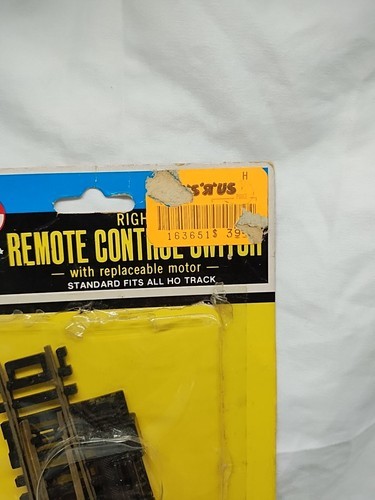 H
"R"US
163651$ 39
RIGH
REMOTE CONTROL SWITCH
— with replaceable motor —
STANDARD FITS ALL HO TRACK